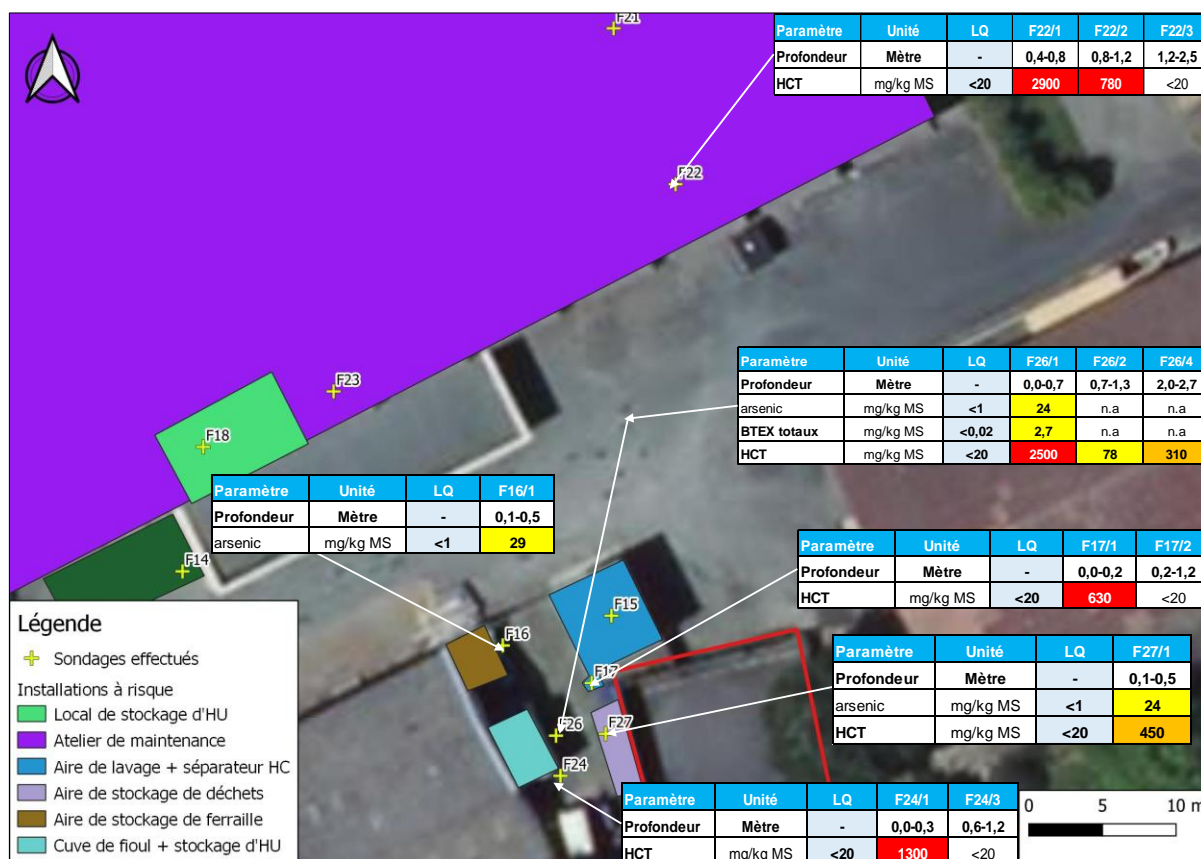 F21
Paramètre Unité LQ F22/1 F22/2 F22/3
Profondeur Mètre - 0,4-0,8 0,8-1,2 1,2-2,5
HCT mg/kg MS <20 2900 780 <20
F22
Paramètre Unité LQ F26/1 F26/2 F26/4
Profondeur Mètre - 0,0-0,7 0,7-1,3 2,0-2,7
arsenic mg/kg MS <1 24 n.a n.a
BTEX totaux mg/kg MS <0,02 2,7 n.a n.a
HCT mg/kg MS <20 2500 78 310
F23
F18
Paramètre Unité LQ F16/1
Profondeur Mètre - 0,1-0,5
arsenic mg/kg MS <1 29
F14
Paramètre Unité LQ F17/1 F17/2
Profondeur Mètre - 0,0-0,2 0,2-1,2
HCT mg/kg MS <20 630 <20
F15
F16
F17
F26
F27
F24
Paramètre Unité LQ F27/1
Profondeur Mètre - 0,1-0,5
arsenic mg/kg MS <1 24
HCT mg/kg MS <20 450
Légende
Sondages effectués
Installations à risque
Local de stockage d'HU
Atelier de maintenance
Aire de lavage + séparateur HC
Aire de stockage de déchets
Aire de stockage de ferraille
Cuve de fioul + stockage d'HU
Paramètre Unité LQ F24/1 F24/3
Profondeur Mètre - 0,0-0,3 0,6-1,2
HCT mg/kg MS <20 1300 <20
0 5 10 m